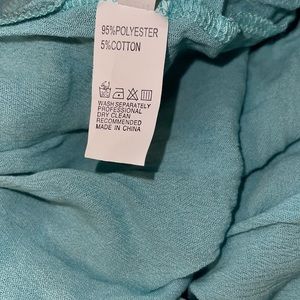 95%POLYESTER
5%COTTON
WASH SEPARATELY
PROFESSIONAL
DRY CLEAN
RECOMMENDED
MADE IN CHINA